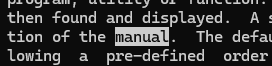 program, utility or function.
then found and displayed.  A s
tion of the manual.  The defau
lowing  a  pre-defined  order